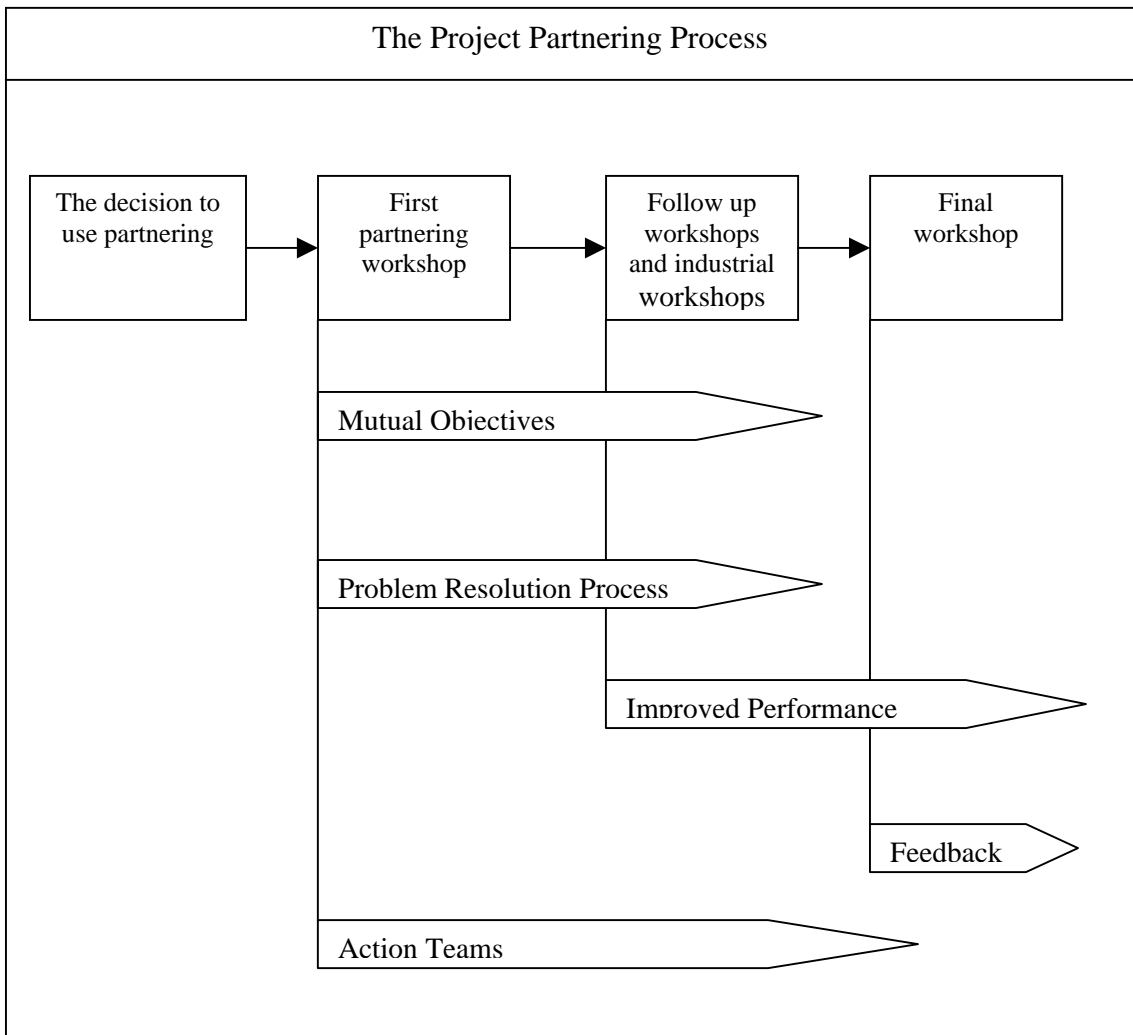 The Project Partnering Process
The decision to
use partnering
First
partnering
workshop
Follow up
workshops
and industrial
workshops
Final
workshop
Mutual Objectives
Problem Resolution Process
Improved Performance
Feedback
Action Teams